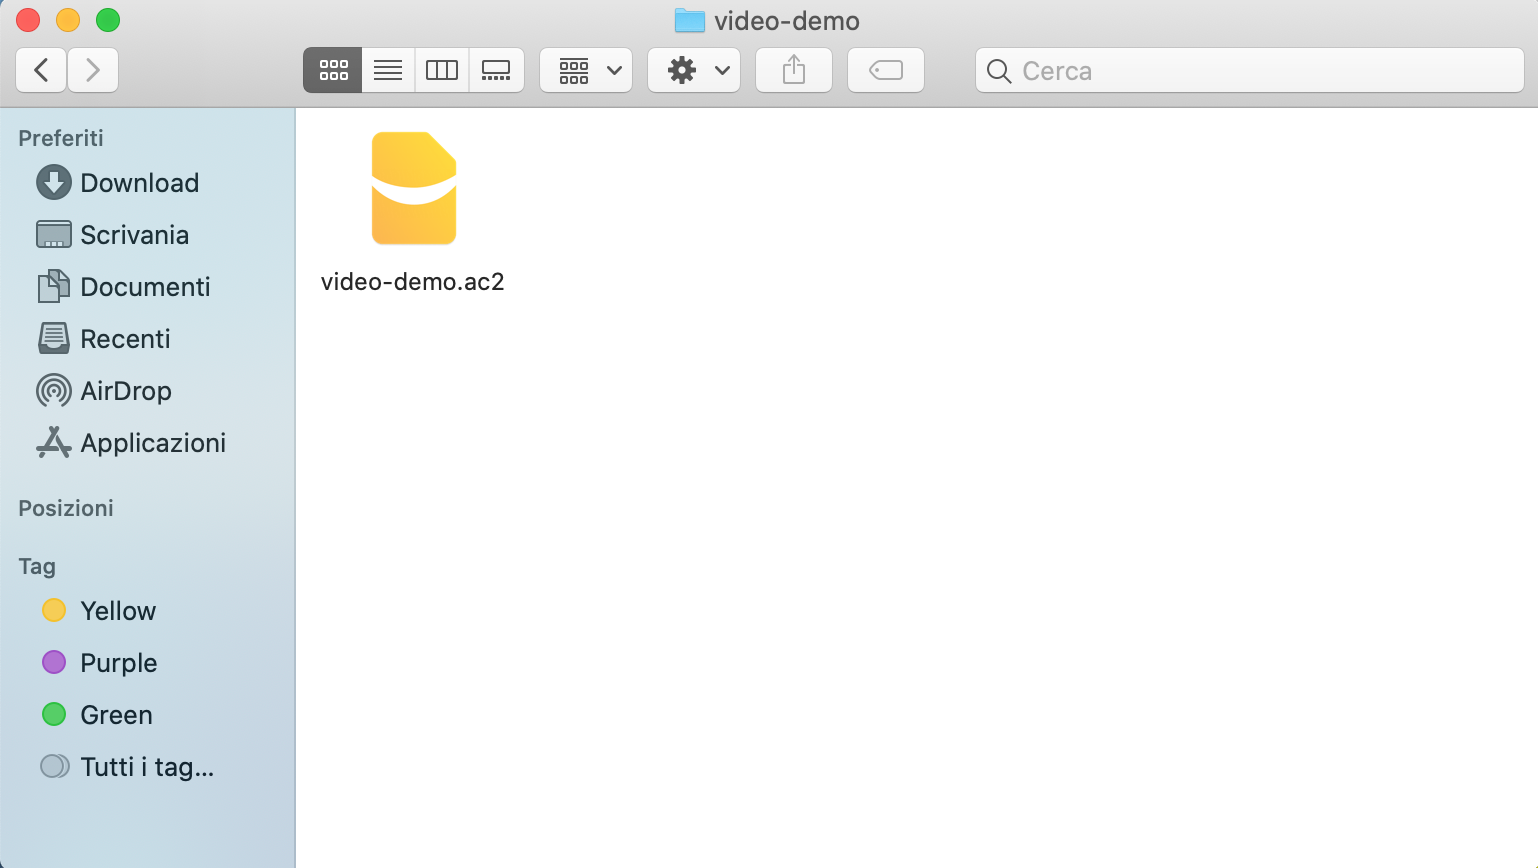 video-demo
Cerca
Preferiti
Download
Scrivania
Documenti
Recenti
AirDrop
Applicazioni
Posizioni
Tag
Yellow
Purple
Green
Tutti i tag...
video-demo.ac2